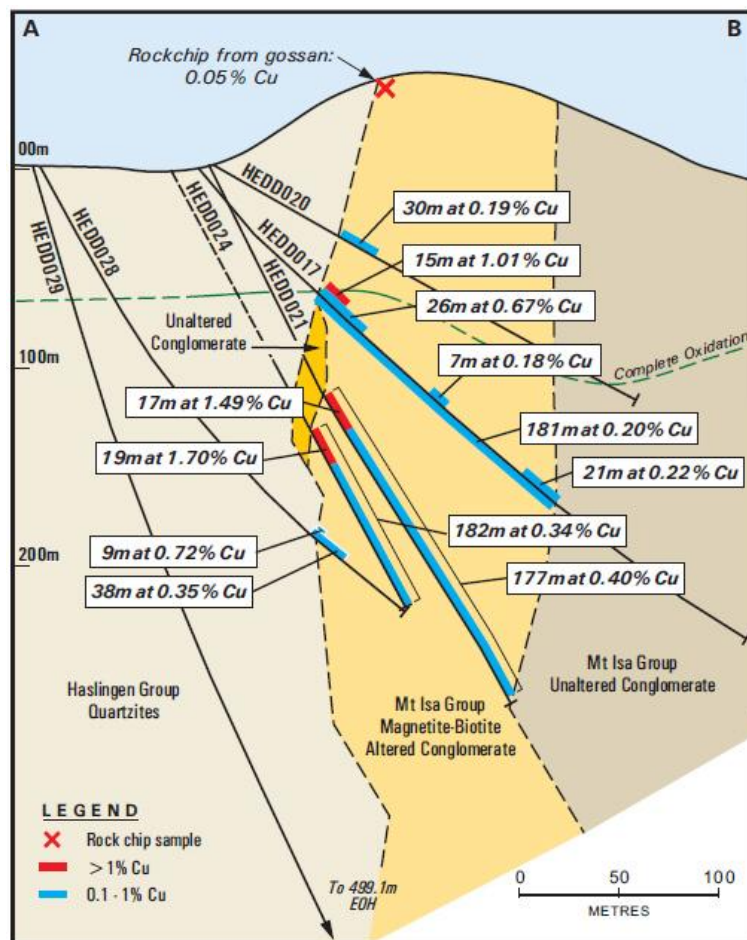 A
B
Rockchip from gossan:
0.05% Cu
00m
HEDD029
HEDD028
HEDD024
HEDD017
HEDD021
HEDD020
30m at 0.19% Cu
15m at 1.01% Cu
26m at 0.67% Cu
Unaltered
Conglomerate
100m
7m at 0.18% Cu
Complete Oxidation
17m at 1.49% Cu
181m at 0.20% Cu
19m at 1.70% Cu
21m at 0.22% Cu
182m at 0.34% Cu
9m at 0.72% Cu
200m
177m at 0.40% Cu
38m at 0.35% Cu
Haslingen Group
Quartzites
Mt Isa Group
Magnetite-Biotite
Altered Conglomerate
Mt Isa Group
Unaltered Conglomerate
LEGEND
Rock chip sample
>1% Cu
0.1 - 1% Cu
To 499.1m
EOH
0 50 100
METRES